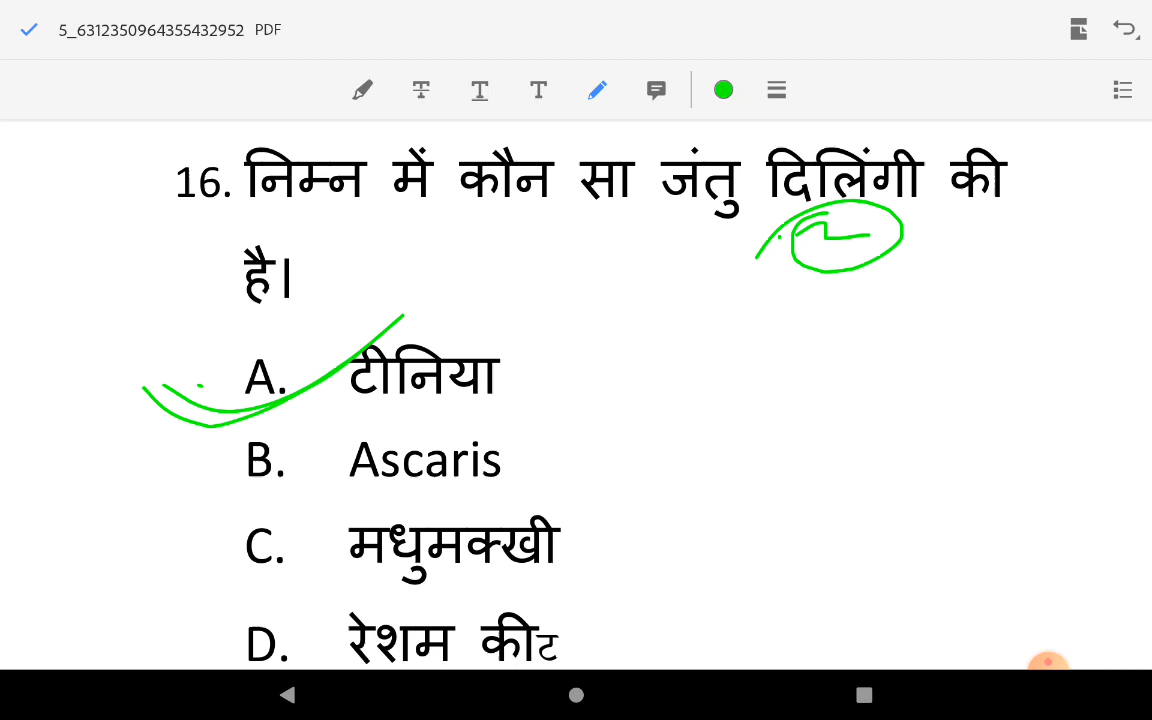 5_6312350964355432952 PDF
16. निम्न में कौन सा जंतु दिलिंगी की
है।
A. टीनिया
B. Ascaris
C. मधुमक्खी
D. रेशम कीट